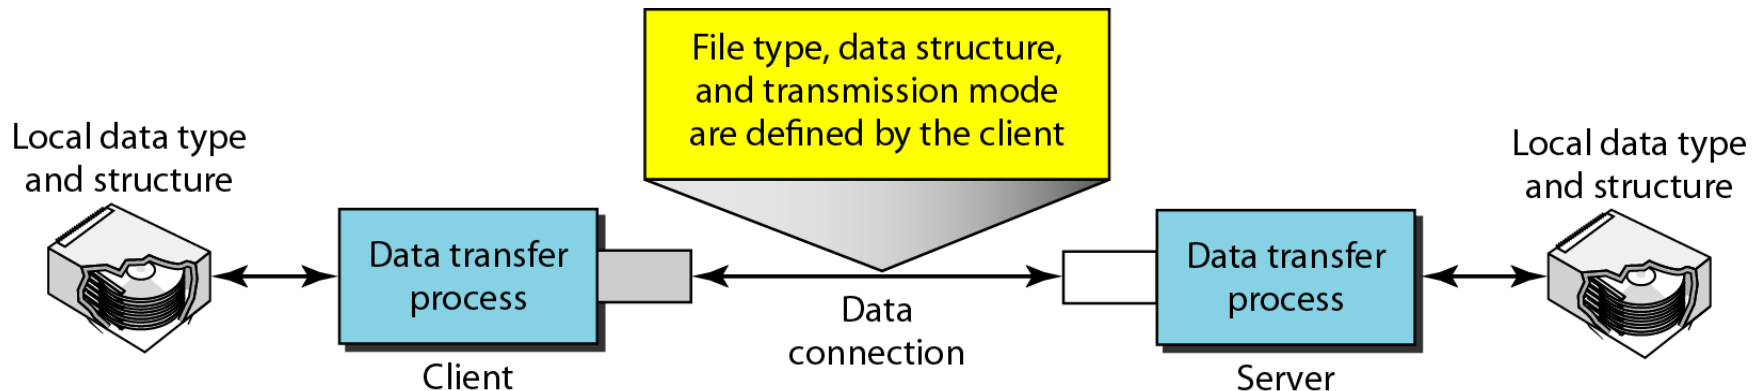 File type, data structure,
and transmission mode
are defined by the client
Local data type
and structure
Data transfer
process
Client
Data
connection
Data transfer
process
Server
Local data type
and structure